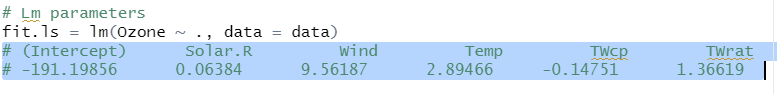 # Lm parameters
fit.ls = lm(Ozone ~ ., data = data)
# (Intercept) Solar.R Wind Temp TWcp TWrat
# -191.19856 0.06384 9.56187 2.89466 -0.14751 1.36619